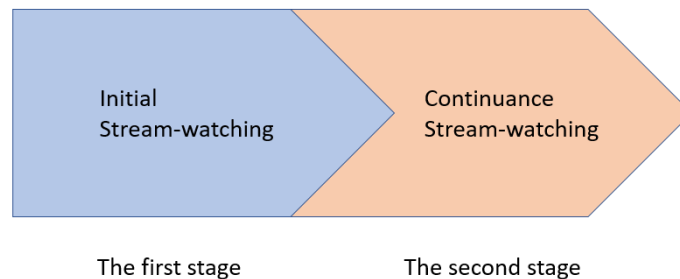 Initial
Stream-watching
Continuance
Stream-watching
The first stage
The second stage